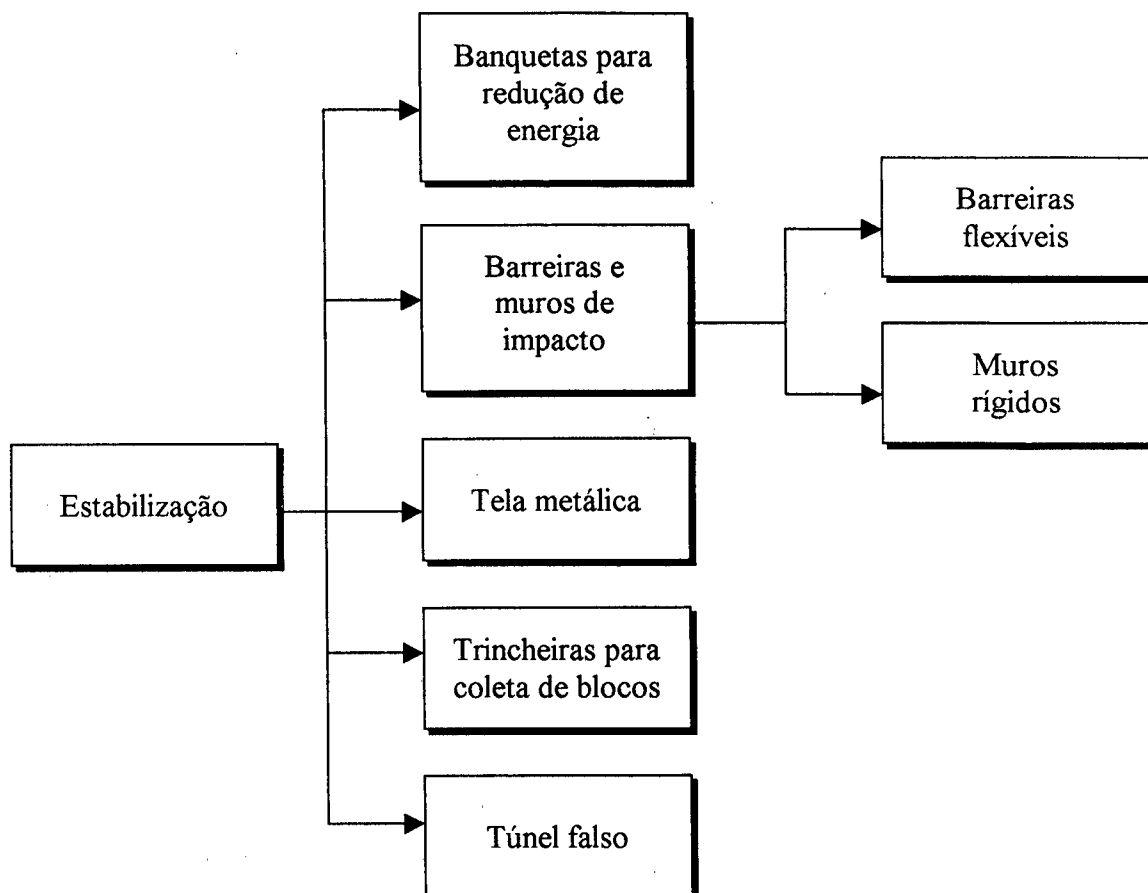 Banquetas para
redução de
energia
Barreiras
flexíveis
Barreiras e
muros de
impacto
Muros
rígidos
Estabilização
Tela metálica
Trincheiras para
coleta de blocos
Túnel falso